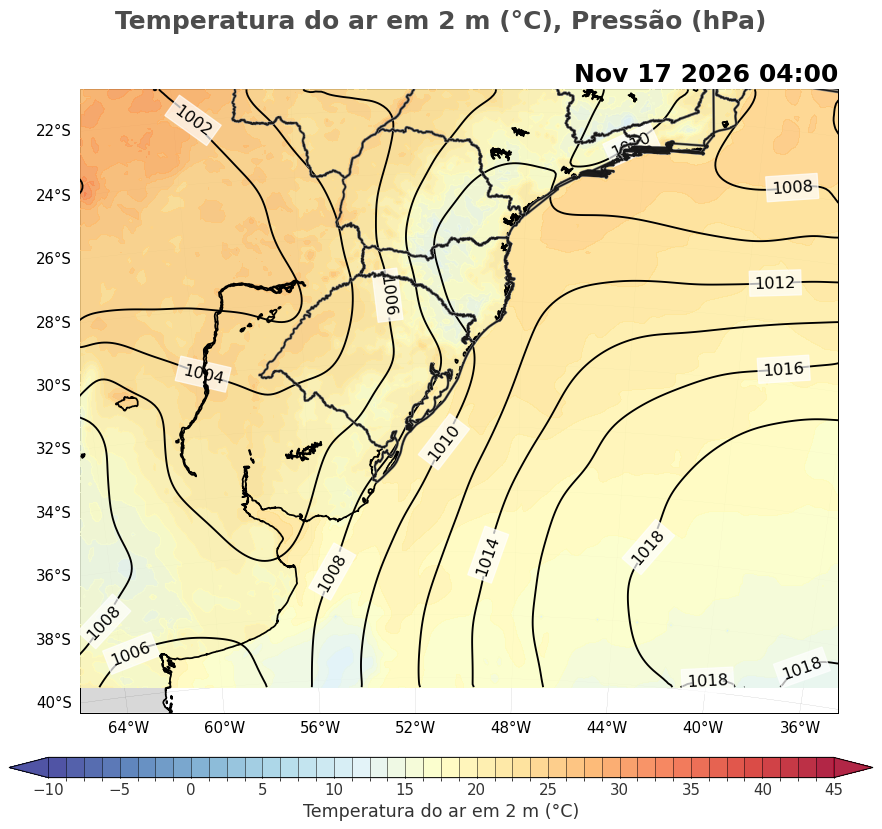 Temperatura do ar em 2 m (°C), Pressão (hPa)
Nov 17 2026 04:00
1002
22°S
1008
24°S
26°S
1012
1006
28°S
1016
1004
30°S
1010
32°S
34°S
1018
1014
1008
36°S
1008
38°S
1006
1018
1018
40°S
64°W 60°W 56°W 52°W 48°W 44°W 40°W 36°W
−10 −5 0 5 10 15 20 25 30 35 40 45
Temperatura do ar em 2 m (°C)